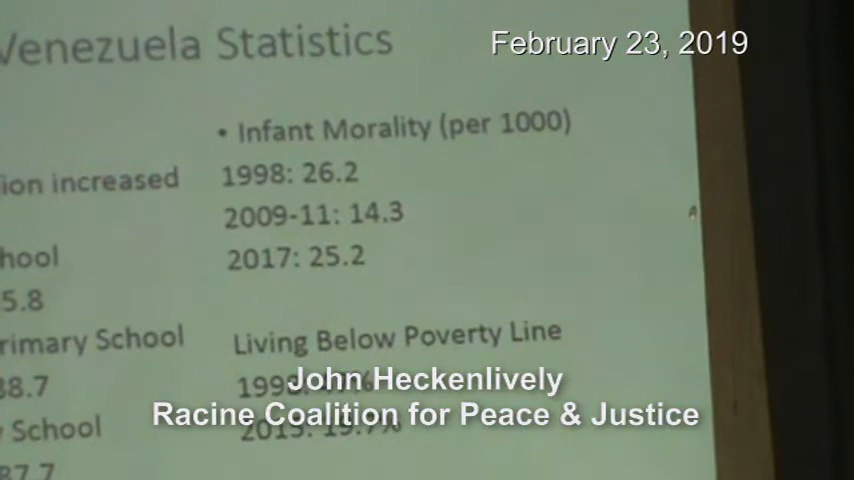 Venezuela Statistics
February 23, 2019
• Infant Morality (per 1000)
ion increased
1998: 26.2
2009-11: 14.3
hool
2017: 25.2
5.8
rimary School
Living Below Poverty Line
38.7
John Heckenlively
Racine Coalition for Peace & Justice
School
37.7